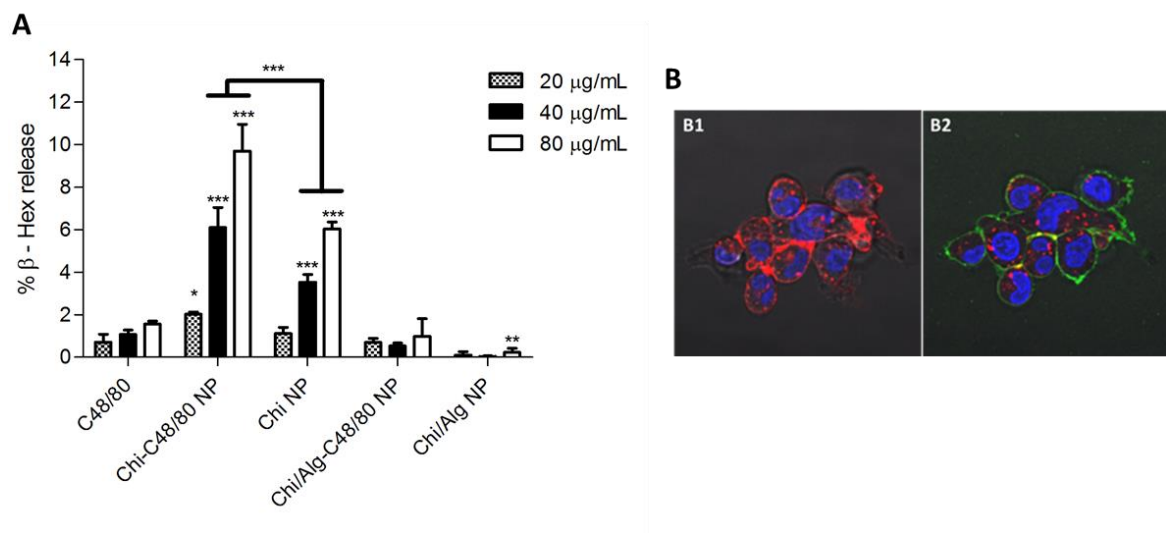 A
14
12
10
8
6
4
2
0
% β - Hex release
***
***
***
*
***
***
**
20 μg/mL
40 μg/mL
80 μg/mL
C48/80
Chi-C48/80 NP
Chi NP
Chi/Alg-C48/80 NP
Chi/Alg NP
B
B1
B2